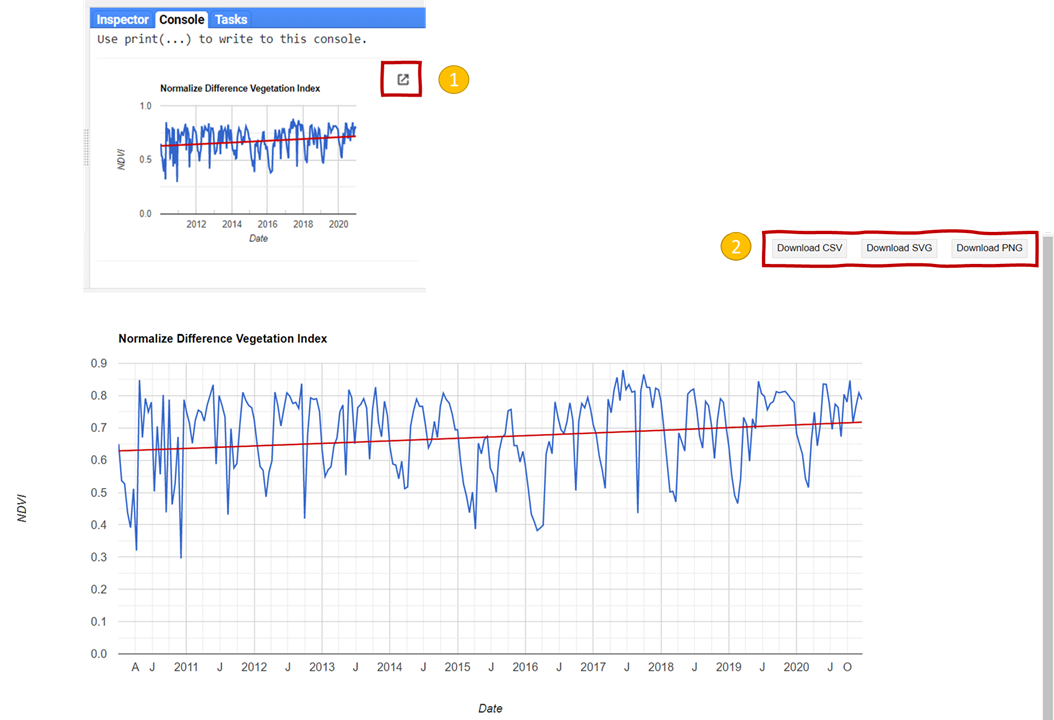 Inspector Console Tasks
Use print(...) to write to this console.
1
Normalize Difference Vegetation Index
1.0
0.5
0.0
NDVI
2012 2014 2016 2018 2020
Date
2
Download CSV Download SVG Download PNG
Normalize Difference Vegetation Index
0.9
0.8
0.7
0.6
0.5
0.4
0.3
0.2
0.1
0.0
NDVI
A J 2011 J 2012 J 2013 J 2014 J 2015 J 2016 J 2017 J 2018 J 2019 J 2020 J O
Date